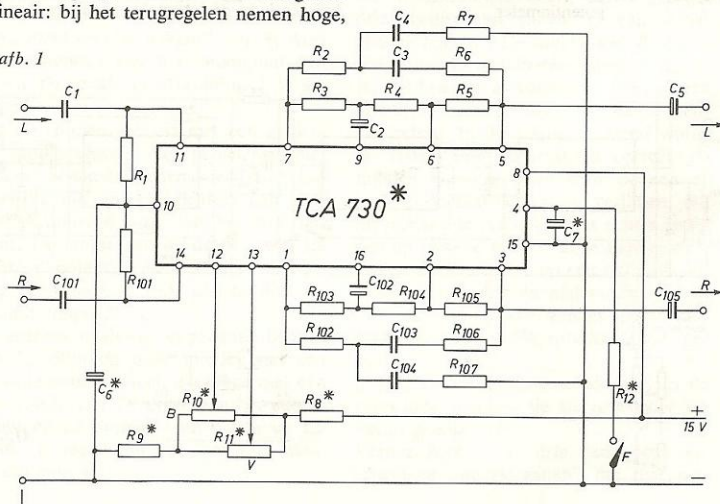 ineair: bij het terugregelen nemen hoge,
afb. 1
C4 R7
R2 C3 R6
C1 R3 R4 R5 C5
L C2 L
11 7 9 6 5
R1 8
TCA 730* 4
10 C7*
15
14 12 13 1 16 2 3
R C101 R101 C102 C105 R
R103 R104 R105
R102 C103 R106
C104 R107
C6* R10* R8* R12*
B +
15 V
R9* R11*
V F
−